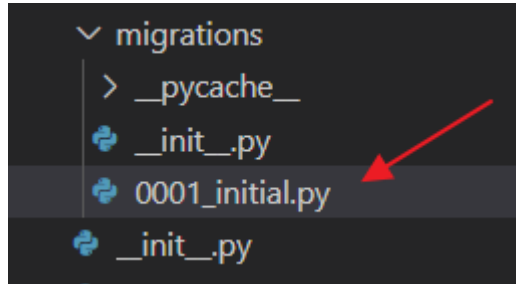 migrations
__pycache__
__init__.py
0001_initial.py
__init__.py